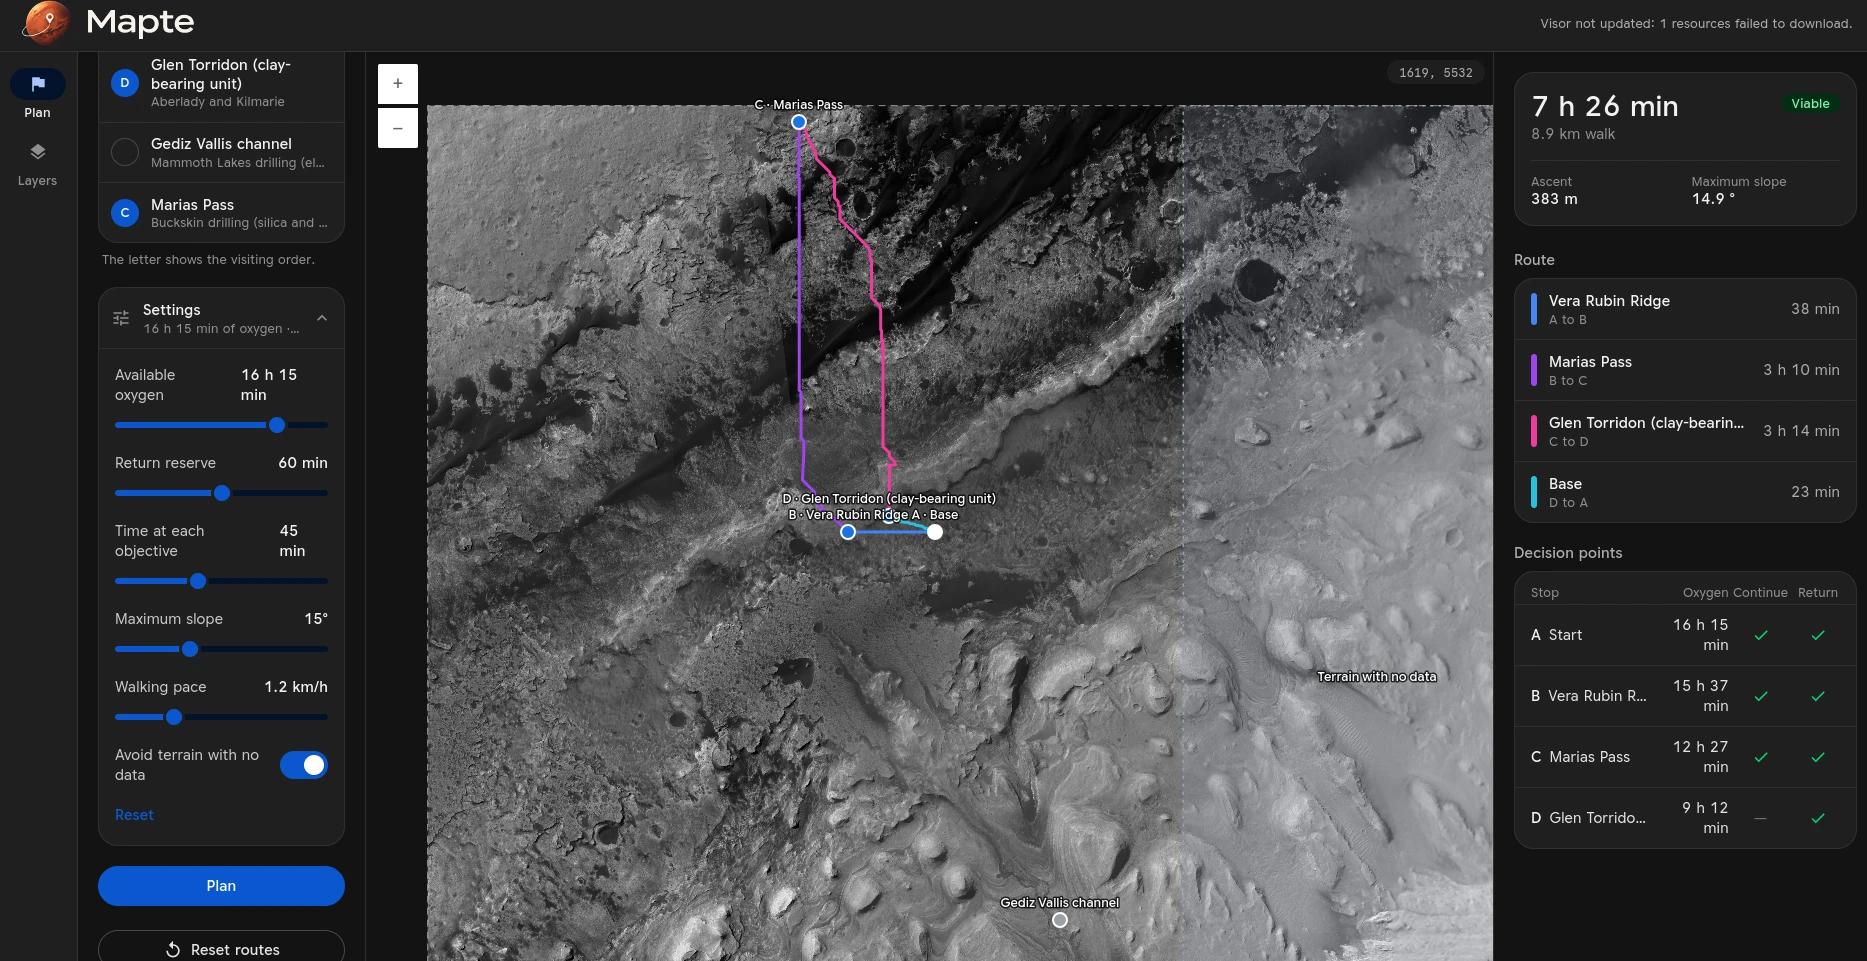 Mapte
Visor not updated: 1 resources failed to download.
Plan
Layers
D
Glen Torridon (clay-
bearing unit)
Aberlady and Kilmarie
Gediz Vallis channel
Mammoth Lakes drilling (el...
C
Marias Pass
Buckskin drilling (silica and ...
The letter shows the visiting order.
Settings
16 h 15 min of oxygen ·...
Available
oxygen
16 h 15
min
Return reserve
60 min
Time at each
objective
45
min
Maximum slope
15°
Walking pace
1.2 km/h
Avoid terrain with no
data
Reset
Plan
Reset routes
+
−
1619, 5532
C · Marias Pass
D · Glen Torridon (clay-bearing unit)
B · Vera Rubin Ridge
A · Base
Terrain with no data
Gediz Vallis channel
7 h 26 min
Viable
8.9 km walk
Ascent
383 m
Maximum slope
14.9 °
Route
Vera Rubin Ridge
A to B
38 min
Marias Pass
B to C
3 h 10 min
Glen Torridon (clay-bearin...
C to D
3 h 14 min
Base
D to A
23 min
Decision points
Stop Oxygen Continue Return
A Start
16 h 15
min
B Vera Rubin R...
15 h 37
min
C Marias Pass
12 h 27
min
D Glen Torrido...
9 h 12
min
—